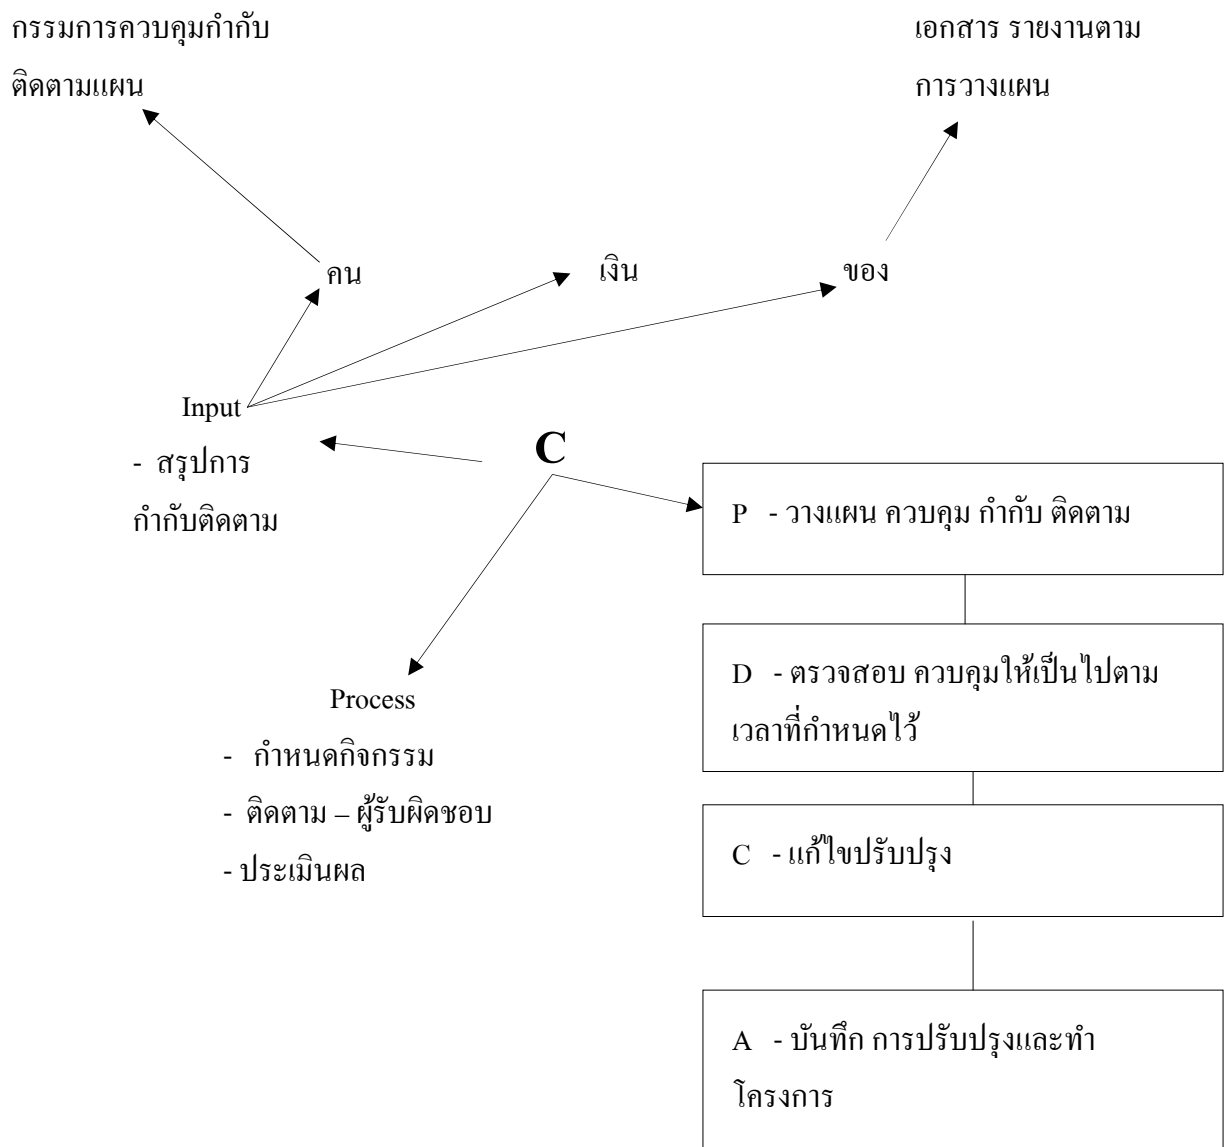 กรรมการควบคุมกำกับ
ติดตามแผน
เอกสาร รายงานตาม
การวางแผน
คน
เงิน
ของ
Input
- สรุปการ
กำกับติดตาม
C
P - วางแผน ควบคุม กำกับ ติดตาม
D - ตรวจสอบ ควบคุมให้เป็นไปตาม
เวลาที่กำหนดไว้
Process
- กำหนดกิจกรรม
- ติดตาม – ผู้รับผิดชอบ
- ประเมินผล
C - แก้ไขปรับปรุง
A - บันทึก การปรับปรุงและทำ
โครงการ